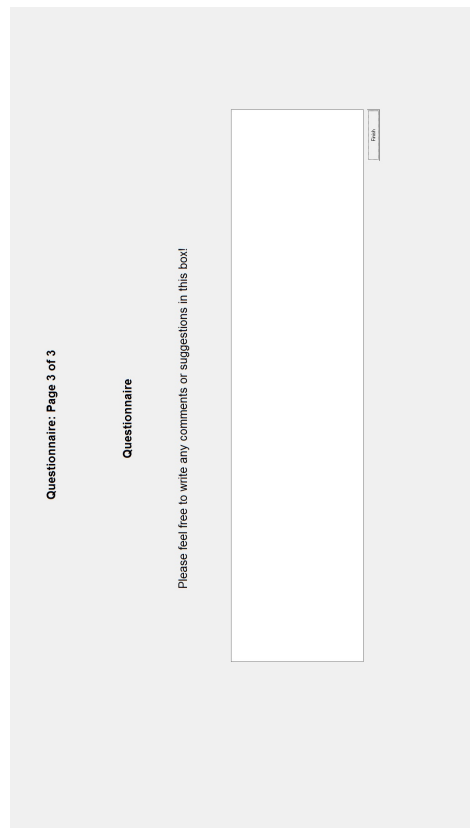 Questionnaire: Page 3 of 3
Questionnaire
Please feel free to write any comments or suggestions in this box!
Finish